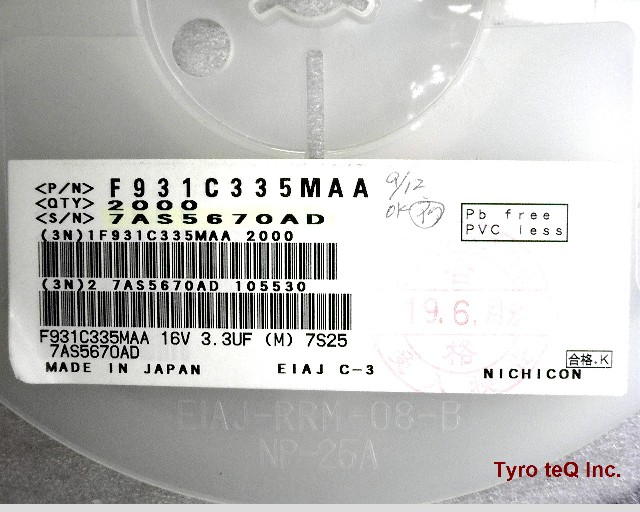 <P/N> F931C335MAA
<QTY> 2000
<S/N> 7AS5670AD
9/12
OK
Pb free
PVC less
(3N)1F931C335MAA 2000
(3N)2 7AS5670AD 105530
19.6.
格
F931C335MAA 16V 3.3UF (M) 7S25
7AS5670AD
合格.K
MADE IN JAPAN EIAJ C-3 NICHICON
EIAJ-RRM-08-B
NP-25A
Tyro teQ Inc.